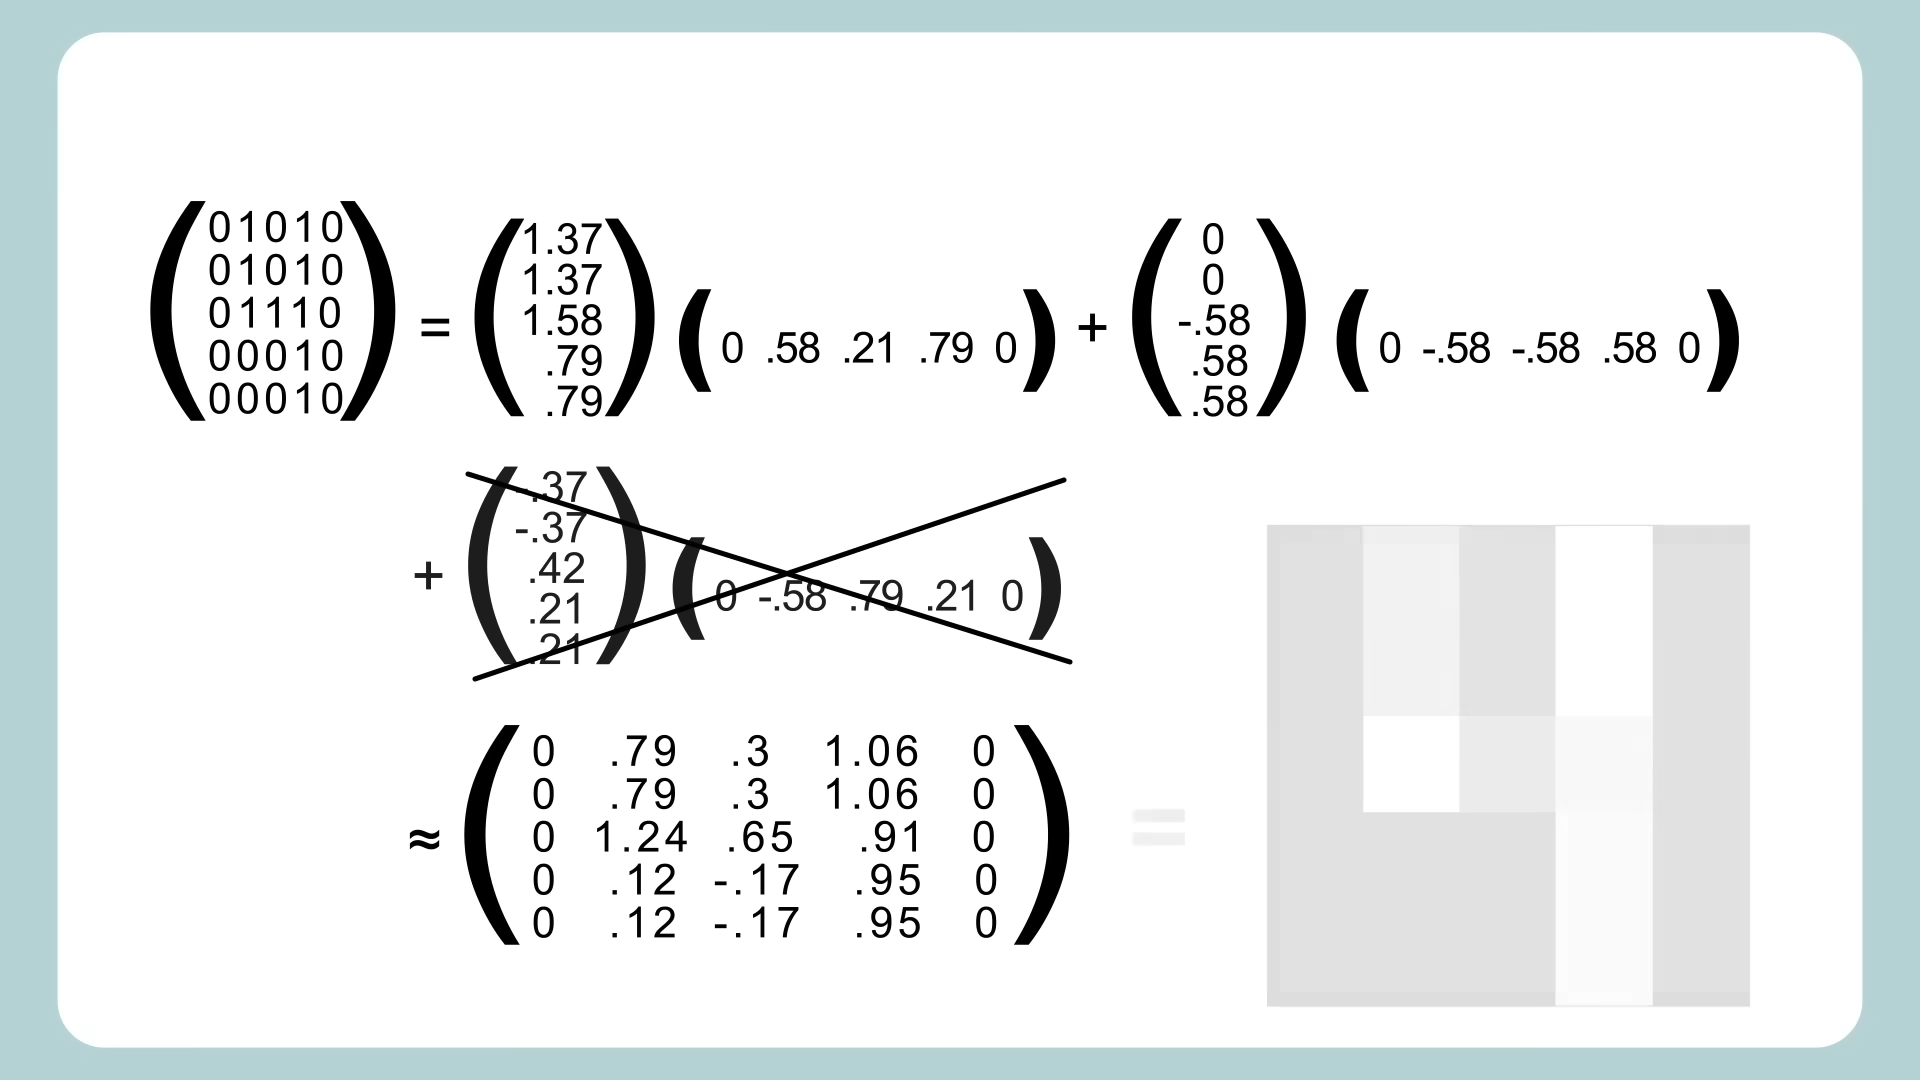 ( 01010 01010 01110 00010 00010 ) = ( 1.37 1.37 1.58 .79 .79 ) ( 0 .58 .21 .79 0 ) + ( 0 0 -.58 .58 .58 ) ( 0 -.58 -.58 .58 0 )
+ ( -.37 -.37 .42 .21 .21 ) ( 0 -.58 .79 .21 0 )
≈ ( 0 .79 .3 1.06 0
0 .79 .3 1.06 0
0 1.24 .65 .91 0
0 .12 -.17 .95 0
0 .12 -.17 .95 0 ) =